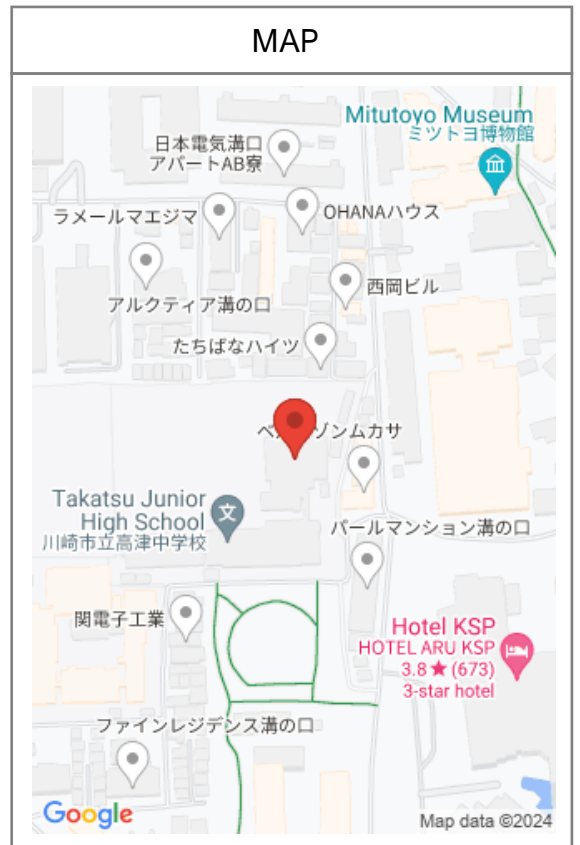 MAP
Mitutoyo Museum
ミツトヨ博物館
日本電気溝口
アパートAB寮
ラメールマエジマ
OHANAハウス
西岡ビル
アルクティア溝の口
たちばなハイツ
ゾンムカサ
Takatsu Junior
High School
川崎市立高津中学校
文
パールマンション溝の口
関電子工業
Hotel KSP
HOTEL ARU KSP
3.8 ★ (673)
3-star hotel
ファインレジデンス溝の口
Google
Map data ©2024